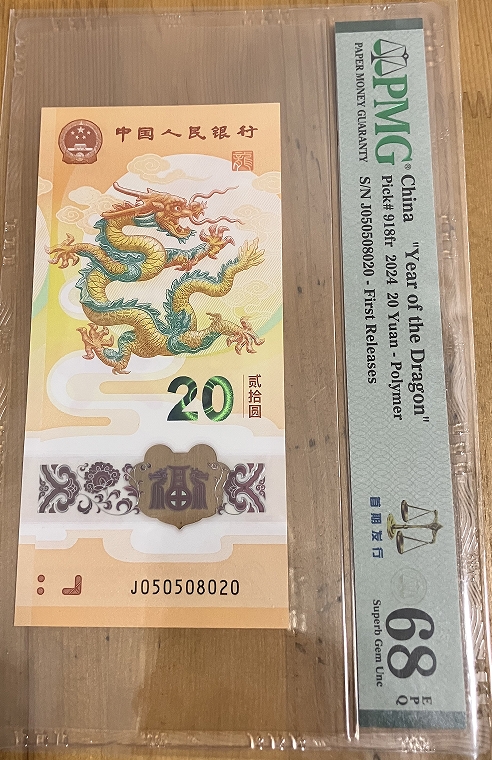 中国人民银行
龍
20
贰拾圆
福
J050508020
PMG®
PAPER MONEY GUARANTY
China "Year of the Dragon"
Pick# 918fr 2024 20 Yuan - Polymer
S/N J050508020 - First Releases
首期发行
68 EPQ
Superb Gem Unc